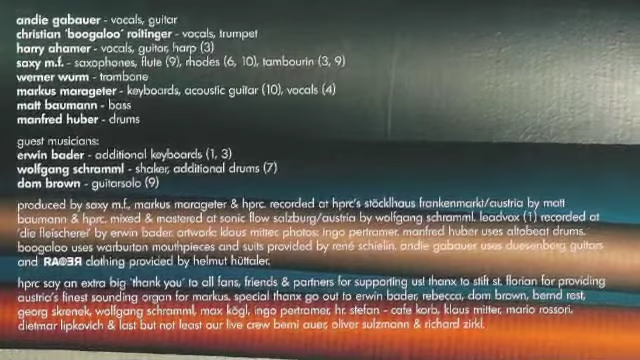 andie gabauer - vocals, guitar
christian 'boogaloo' roitinger - vocals, trumpet
harry ahamer - vocals, guitar, harp (3)
saxy m.f. - saxophones, flute (9), rhodes (6, 10), tambourin (3, 9)
werner wurm - trombone
markus marageter - keyboards, acoustic guitar (10), vocals (4)
matt baumann - bass
manfred huber - drums
guest musicians:
erwin bader - additional keyboards (1, 3)
wolfgang schramml - shaker, additional drums (7)
dom brown - guitarsolo (9)
produced by saxy m.f., markus marageter & hprc. recorded at hprc's stöcklhaus frankenmarkt/austria by matt
baumann & hprc. mixed & mastered at sonic flow salzburg/austria by wolfgang schramml. leadvox (1) recorded at
'die fleischerei' by erwin bader. artwork: klaus mitter. photos: ingo pertramer. manfred huber uses alfabeat drums.
boogaloo uses warburton mouthpieces and suits provided by rené schielin. andie gabauer uses duesenberg guitars
and clothing provided by helmut hüttaler.
hprc say an extra big 'thank you' to all fans, friends & partners for supporting us! thanx to stift st. florian for providing
austria's finest sounding organ for markus. special thanx go out to erwin bader, rebecca, dom brown, bernd rest,
georg skrenek, wolfgang schramml, max kögl, ingo pertramer, hr. stefan - cafe korb, klaus mitter, mario rossori,
dietmar lipkovich & last but not least our live crew berni auer, oliver sulzmann & richard zirkl.